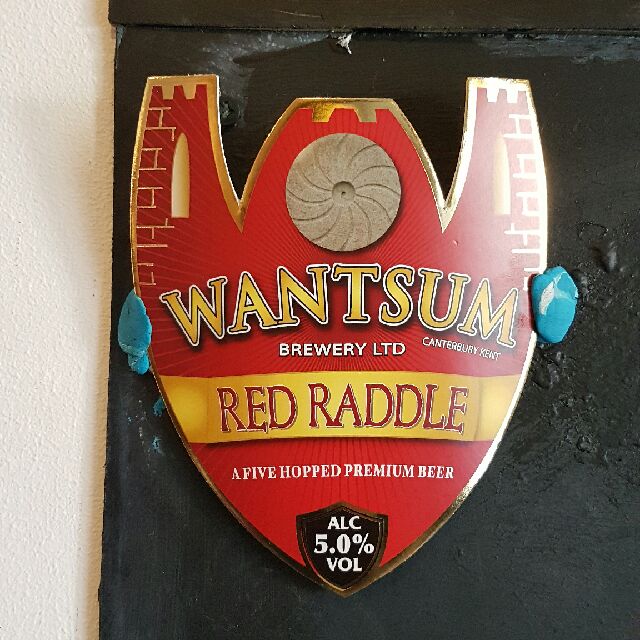 WANTSUM
BREWERY LTD
CANTERBURY KENT
RED RADDLE
A FIVE HOPPED PREMIUM BEER
ALC
5.0%
VOL